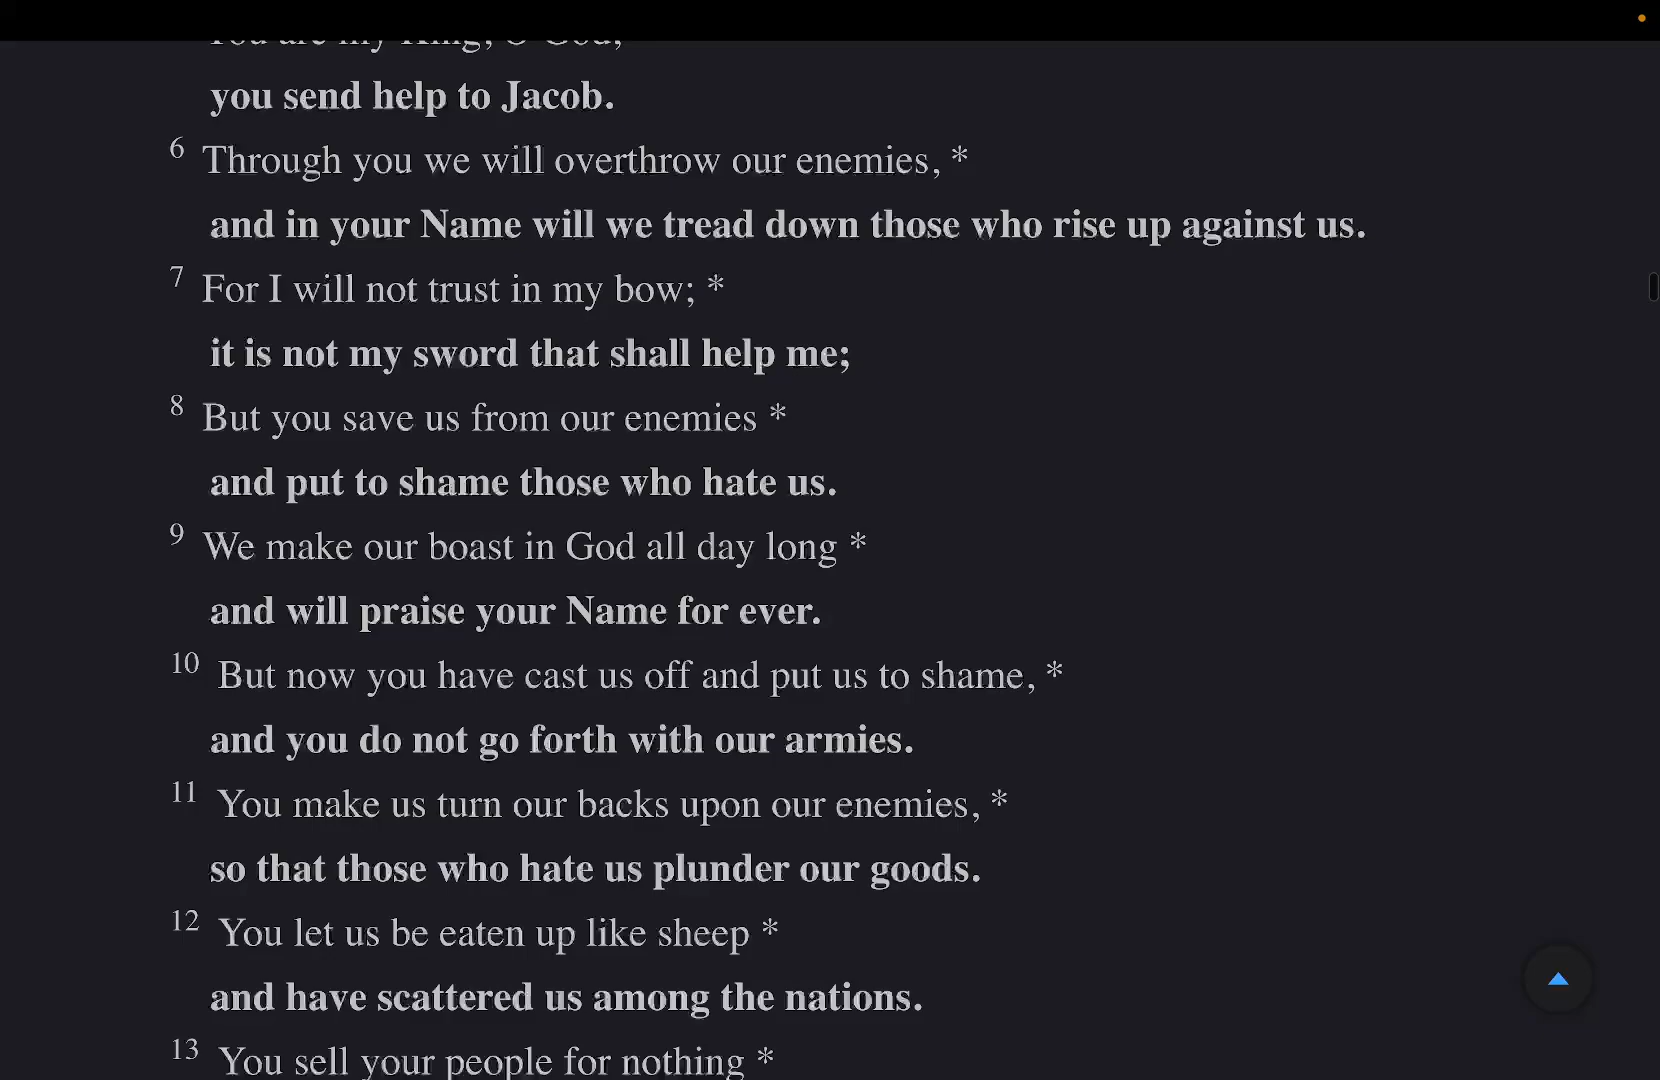 You are my King, O God;
you send help to Jacob.
6 Through you we will overthrow our enemies, *
and in your Name will we tread down those who rise up against us.
7 For I will not trust in my bow; *
it is not my sword that shall help me;
8 But you save us from our enemies *
and put to shame those who hate us.
9 We make our boast in God all day long *
and will praise your Name for ever.
10 But now you have cast us off and put us to shame, *
and you do not go forth with our armies.
11 You make us turn our backs upon our enemies, *
so that those who hate us plunder our goods.
12 You let us be eaten up like sheep *
and have scattered us among the nations.
13 You sell your people for nothing *